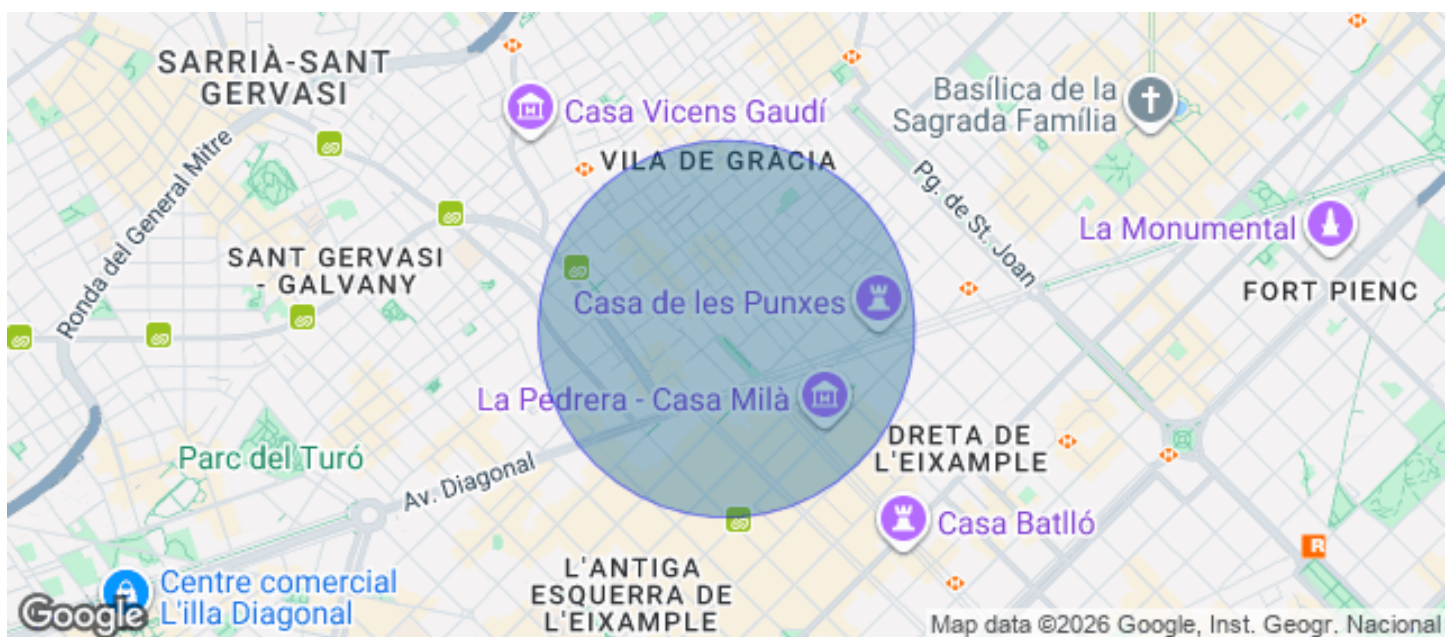 SARRIÀ-SANT
GERVASI
Casa Vicens Gaudí
Basílica de la
Sagrada Família
VILA DE GRÀCIA
Ronda del General Mitre
Pg. de St. Joan
La Monumental
SANT GERVASI
- GALVANY
FORT PIENC
Casa de les Punxes
La Pedrera - Casa Milà
DRETA DE
L'EIXAMPLE
Parc del Turó
Av. Diagonal
Casa Batlló
R
L'ANTIGA
ESQUERRA DE
L'EIXAMPLE
Centre comercial
L'illa Diagonal
Google
Map data ©2026 Google, Inst. Geogr. Nacional